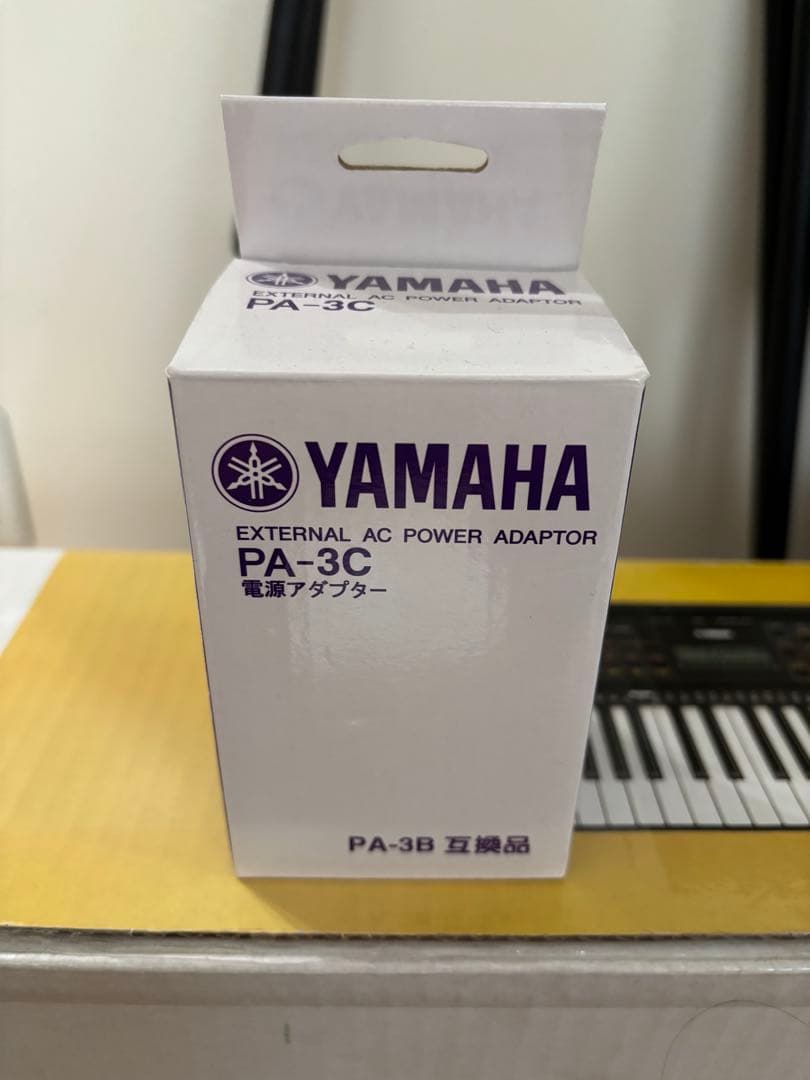 YAMAHA
EXTERNAL AC POWER ADAPTOR
PA-3C
YAMAHA
EXTERNAL AC POWER ADAPTOR
PA-3C
電源アダプター
PA-3B 互換品